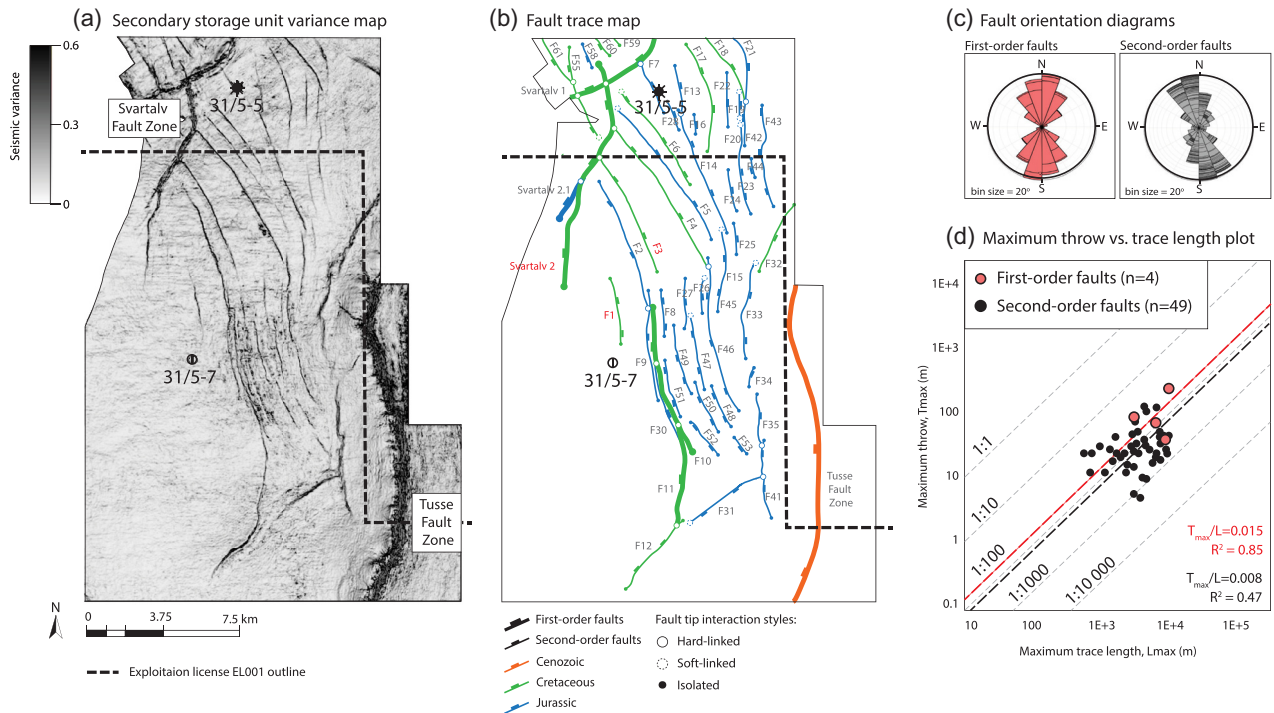 (a) Secondary storage unit variance map
0.6
0.3
0
Seismic variance
Svartalv
Fault Zone
31/5-5
31/5-7
Tusse
Fault
Zone
N
0 3.75 7.5 km
Exploitaion license EL001 outline
(b) Fault trace map
F61
F55
F58
F60
F59
F7
Svartalv 1
31/5-5
F17
F18
F21
F13
F22
F28
F16
F20
F42
F43
F6
F14
F44
F23
F24
Svartalv 2.1
F2
F3
F4
F5
F25
F32
Svartalv 2
F15
F26
F27
F45
F33
F1
F8
F46
31/5-7
F9
F49
F47
F34
F51
F50
F48
F35
F30
F52
F53
F10
F11
F31
F41
F12
Tusse
Fault
Zone
First-order faults
Second-order faults
Cenozoic
Cretaceous
Jurassic
Fault tip interaction styles:
Hard-linked
Soft-linked
Isolated
(c) Fault orientation diagrams
First-order faults
N
W
E
S
bin size = 20°
Second-order faults
N
W
E
S
bin size = 20°
(d) Maximum throw vs. trace length plot
First-order faults (n=4)
Second-order faults (n=49)
1E+4
1E+3
100
10
1
0.1
Maximum throw, Tmax (m)
1:1
1:10
1:100
1:1000
1:10 000
Tmax/L=0.015
R² = 0.85
Tmax/L=0.008
R² = 0.47
10 100 1E+3 1E+4 1E+5
Maximum trace length, Lmax (m)